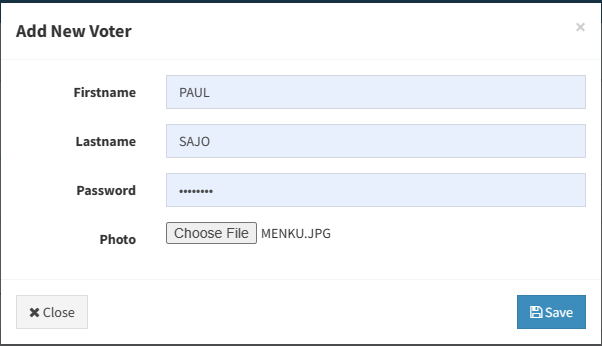 Add New Voter ×
Firstname PAUL
Lastname SAJO
Password ••••••••
Photo Choose File MENKU.JPG
✖ Close Save